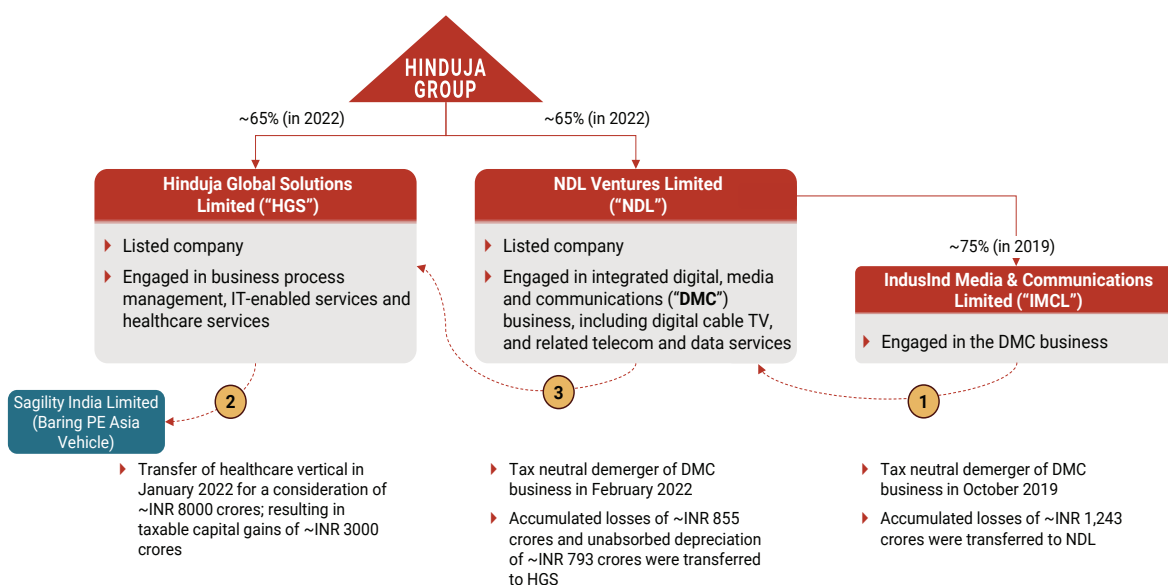 HINDUJA
GROUP
~65% (in 2022)
~65% (in 2022)
Hinduja Global Solutions
Limited (“HGS”)
Listed company
Engaged in business process
management, IT-enabled services and
healthcare services
NDL Ventures Limited
(“NDL”)
Listed company
Engaged in integrated digital, media
and communications (“DMC”)
business, including digital cable TV,
and related telecom and data services
~75% (in 2019)
IndusInd Media & Communications
Limited (“IMCL”)
Engaged in the DMC business
Sagility India Limited
(Baring PE Asia
Vehicle)
2
3
1
Transfer of healthcare vertical in
January 2022 for a consideration of
~INR 8000 crores; resulting in
taxable capital gains of ~INR 3000
crores
Tax neutral demerger of DMC
business in February 2022
Accumulated losses of ~INR 855
crores and unabsorbed depreciation
of ~INR 793 crores were transferred
to HGS
Tax neutral demerger of DMC
business in October 2019
Accumulated losses of ~INR 1,243
crores were transferred to NDL